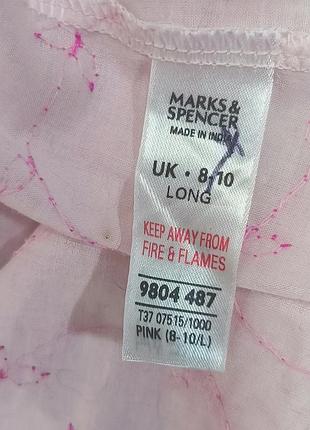 MARKS &
SPENCER
MADE IN INDIA
UK • 8-10
LONG
KEEP AWAY FROM
FIRE & FLAMES
9804 487
T37 07515/1000
PINK (8-10/L)